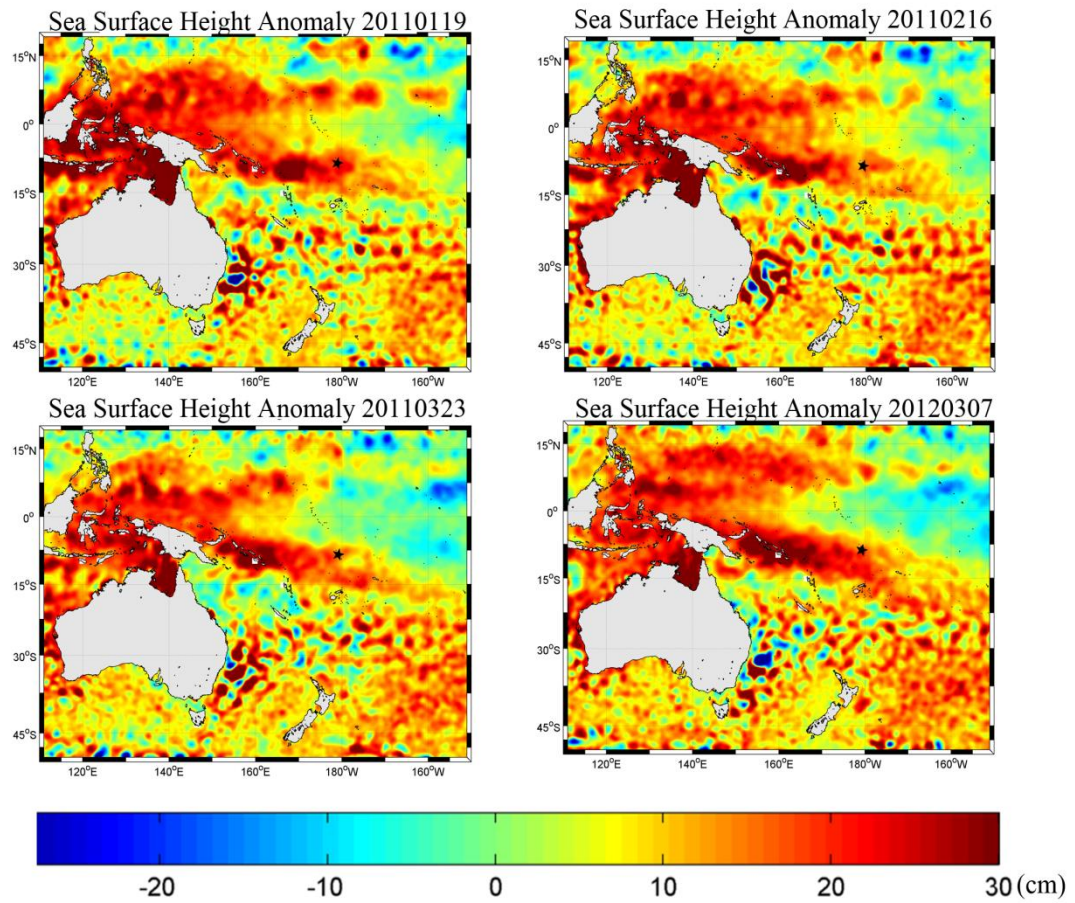 Sea Surface Height Anomaly 20110119
Sea Surface Height Anomaly 20110216
15°N
0°
15°S
30°S
45°S
120°E 140°E 160°E 180°W 160°W
15°N
0°
15°S
30°S
45°S
120°E 140°E 160°E 180°W 160°W
Sea Surface Height Anomaly 20110323
Sea Surface Height Anomaly 20120307
15°N
0°
15°S
30°S
45°S
120°E 140°E 160°E 180°W 160°W
15°N
0°
15°S
30°S
45°S
120°E 140°E 160°E 180°W 160°W
-20 -10 0 10 20 30 (cm)